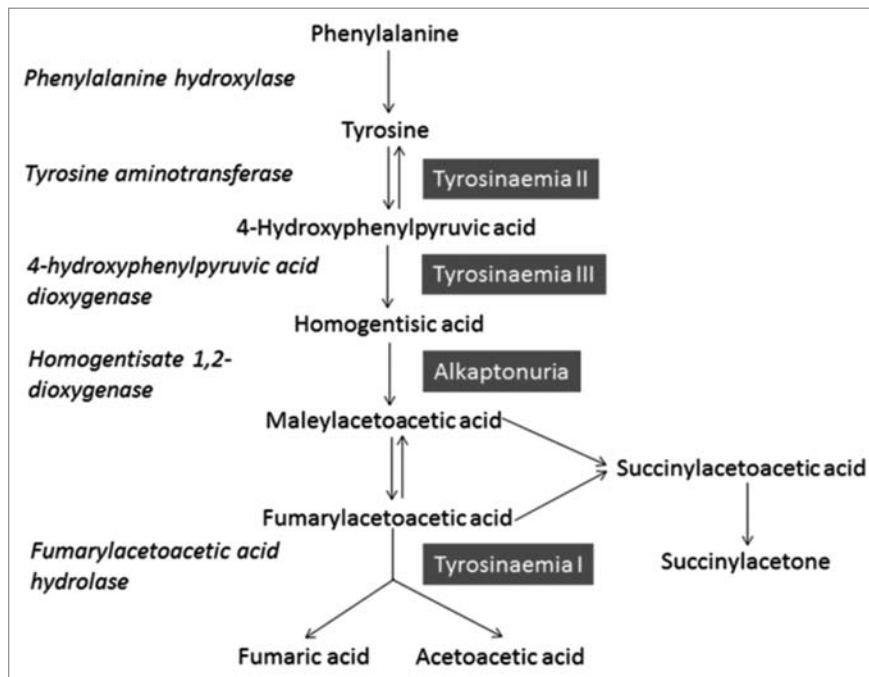 Phenylalanine
Phenylalanine hydroxylase
Tyrosine
Tyrosine aminotransferase
Tyrosinaemia II
4-Hydroxyphenylpyruvic acid
4-hydroxyphenylpyruvic acid
dioxygenase
Tyrosinaemia III
Homogentisic acid
Homogentisate 1,2-
dioxygenase
Alkaptonuria
Maleylacetoacetic acid
Succinylacetoacetic acid
Fumarylacetoacetic acid
Fumarylacetoacetic acid
hydrolase
Tyrosinaemia I
Succinylacetone
Fumaric acid
Acetoacetic acid